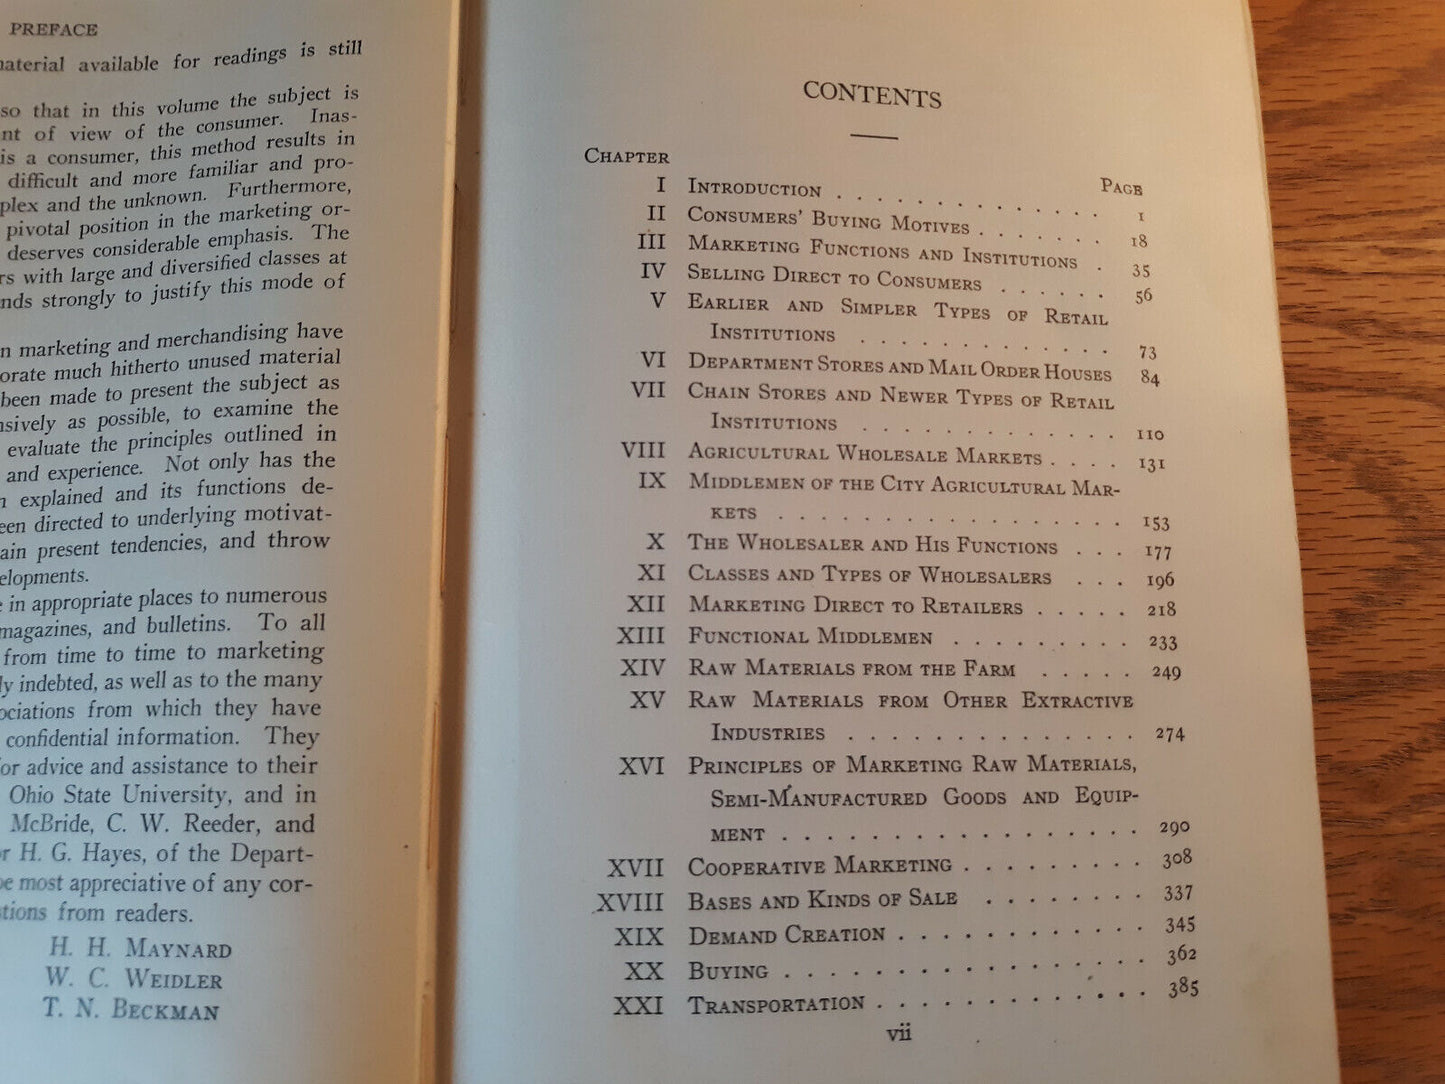 PREFACE
material available for readings is still
so that in this volume the subject is
nt of view of the consumer. Inas-
is a consumer, this method results in
difficult and more familiar and pro-
plex and the unknown. Furthermore,
pivotal position in the marketing or-
deserves considerable emphasis. The
rs with large and diversified classes at
nds strongly to justify this mode of
n marketing and merchandising have
orate much hitherto unused material
been made to present the subject as
nsively as possible, to examine the
evaluate the principles outlined in
and experience. Not only has the
n explained and its functions de-
een directed to underlying motivat-
ain present tendencies, and throw
elopments.
e in appropriate places to numerous
magazines, and bulletins. To all
from time to time to marketing
ly indebted, as well as to the many
ociations from which they have
confidential information. They
for advice and assistance to their
Ohio State University, and in
McBride, C. W. Reeder, and
r H. G. Hayes, of the Depart-
be most appreciative of any cor-
stions from readers.
H. H. MAYNARD
W. C. WEIDLER
T. N. BECKMAN
CONTENTS
CHAPTER PAGE
I INTRODUCTION . . . . . . . . . . . . . . 1
II CONSUMERS' BUYING MOTIVES . . . . . . . 18
III MARKETING FUNCTIONS AND INSTITUTIONS . 35
IV SELLING DIRECT TO CONSUMERS . . . . . . 56
V EARLIER AND SIMPLER TYPES OF RETAIL
INSTITUTIONS . . . . . . . . . . . . . 73
VI DEPARTMENT STORES AND MAIL ORDER HOUSES 84
VII CHAIN STORES AND NEWER TYPES OF RETAIL
INSTITUTIONS . . . . . . . . . . . . . 110
VIII AGRICULTURAL WHOLESALE MARKETS . . . . 131
IX MIDDLEMEN OF THE CITY AGRICULTURAL MAR-
KETS . . . . . . . . . . . . . . . . . 153
X THE WHOLESALER AND HIS FUNCTIONS . . . 177
XI CLASSES AND TYPES OF WHOLESALERS . . . 196
XII MARKETING DIRECT TO RETAILERS . . . . . 218
XIII FUNCTIONAL MIDDLEMEN . . . . . . . . . 233
XIV RAW MATERIALS FROM THE FARM . . . . . 249
XV RAW MATERIALS FROM OTHER EXTRACTIVE
INDUSTRIES . . . . . . . . . . . . . . 274
XVI PRINCIPLES OF MARKETING RAW MATERIALS,
SEMI-MANUFACTURED GOODS AND EQUIP-
MENT . . . . . . . . . . . . . . . . . 290
XVII COOPERATIVE MARKETING . . . . . . . . . 308
XVIII BASES AND KINDS OF SALE . . . . . . . . 337
XIX DEMAND CREATION . . . . . . . . . . . . 345
XX BUYING . . . . . . . . . . . . . . . . . 362
XXI TRANSPORTATION . . . . . . . . . . . . . 385
vii